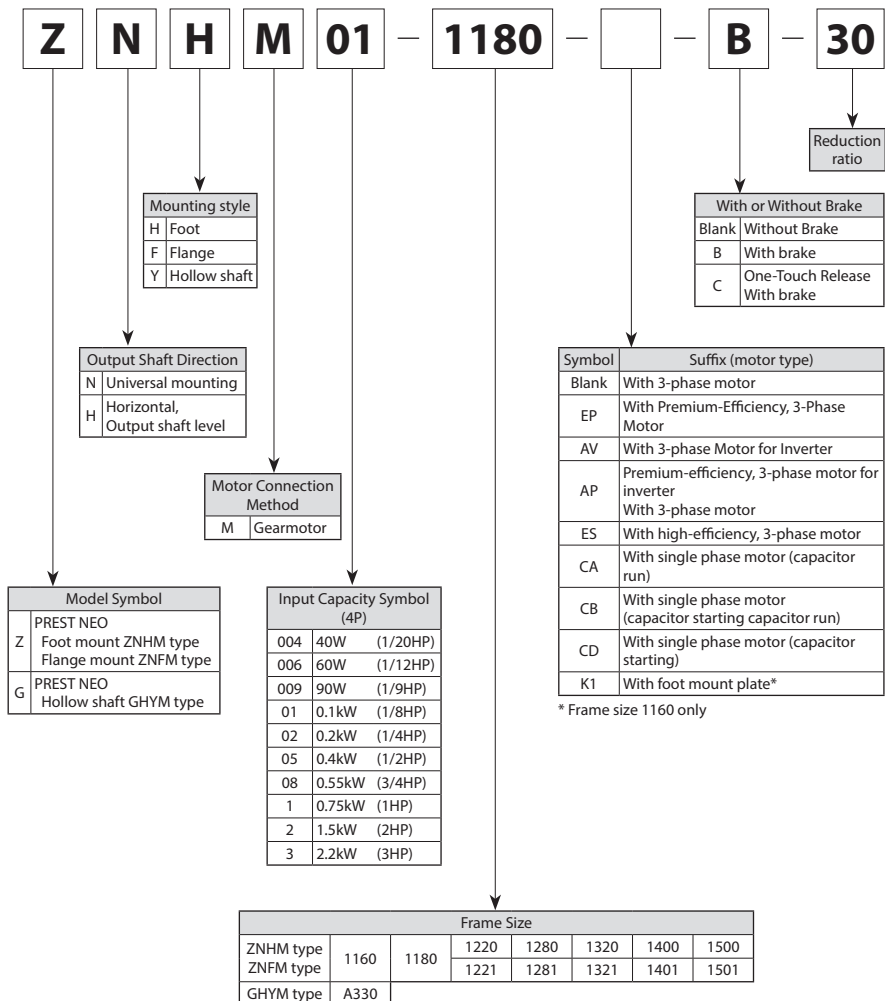 Z N H M 01 — 1180 — — B — 30
Reduction
ratio
Mounting style
H Foot
F Flange
Y Hollow shaft
With or Without Brake
Blank Without Brake
B With brake
C One-Touch Release
With brake
Output Shaft Direction
N Universal mounting
H Horizontal,
Output shaft level
Symbol Suffix (motor type)
Blank With 3-phase motor
EP With Premium-Efficiency, 3-Phase
Motor
AV With 3-phase Motor for Inverter
AP Premium-efficiency, 3-phase motor for
inverter
With 3-phase motor
ES With high-efficiency, 3-phase motor
CA With single phase motor (capacitor
run)
CB With single phase motor
(capacitor starting capacitor run)
CD With single phase motor (capacitor
starting)
K1 With foot mount plate*
* Frame size 1160 only
Motor Connection
Method
M Gearmotor
Model Symbol
Z PREST NEO
Foot mount ZNHM type
Flange mount ZNFM type
G PREST NEO
Hollow shaft GHYM type
Input Capacity Symbol
(4P)
004 40W (1/20HP)
006 60W (1/12HP)
009 90W (1/9HP)
01 0.1kW (1/8HP)
02 0.2kW (1/4HP)
05 0.4kW (1/2HP)
08 0.55kW (3/4HP)
1 0.75kW (1HP)
2 1.5kW (2HP)
3 2.2kW (3HP)
Frame Size
ZNHM type 1160 1180 1220 1280 1320 1400 1500
ZNFM type 1221 1281 1321 1401 1501
GHYM type A330